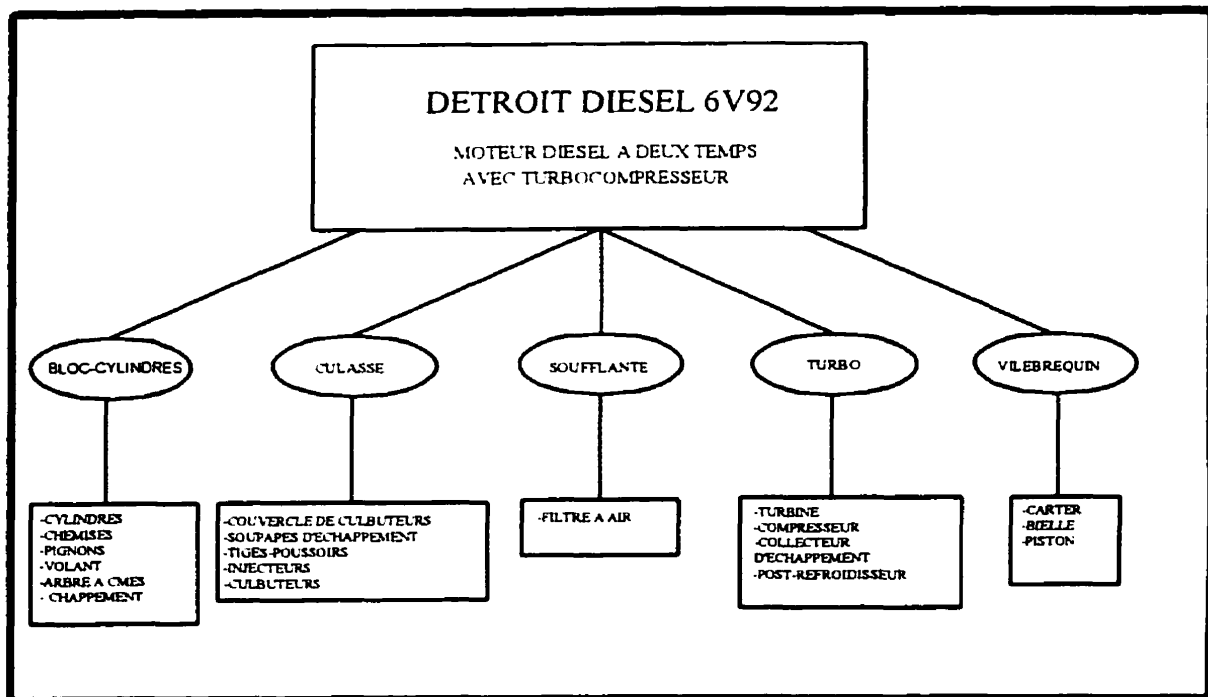 DETROIT DIESEL 6V92
MOTEUR DIESEL A DEUX TEMPS
AVEC TURBOCOMPRESSEUR
BLOC-CYLINDRES
CULASSE
SOUFFLANTE
TURBO
VILEBREQUIN
-CYLINDRES
-CHEMISES
-PIGNONS
-VOLANT
-ARBRE A CMES
- CHAPPEMENT
-COUVERCLE DE CULBUTEURS
-SOUPAPES D'ECHAPPEMENT
-TIGES-POUSSOIRS
-INJECTEURS
-CULBUTEURS
-FILTRE A AIR
-TURBINE
-COMPRESSEUR
-COLLECTEUR
D'ECHAPPEMENT
-POST-REFROIDISSEUR
-CARTER
-BIELLE
-PISTON